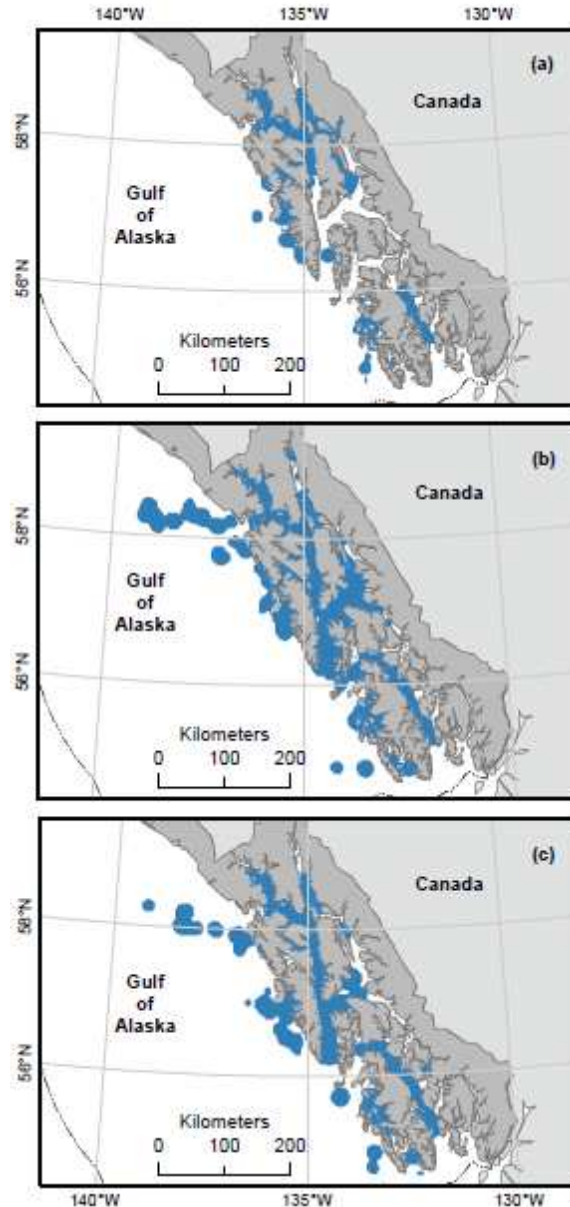 140°W 135°W 130°W
(a)
Canada
58°N
Gulf
of
Alaska
56°N
Kilometers
0 100 200
(b)
Canada
58°N
Gulf
of
Alaska
56°N
Kilometers
0 100 200
(c)
Canada
58°N
Gulf
of
Alaska
56°N
Kilometers
0 100 200
140°W 135°W 130°W